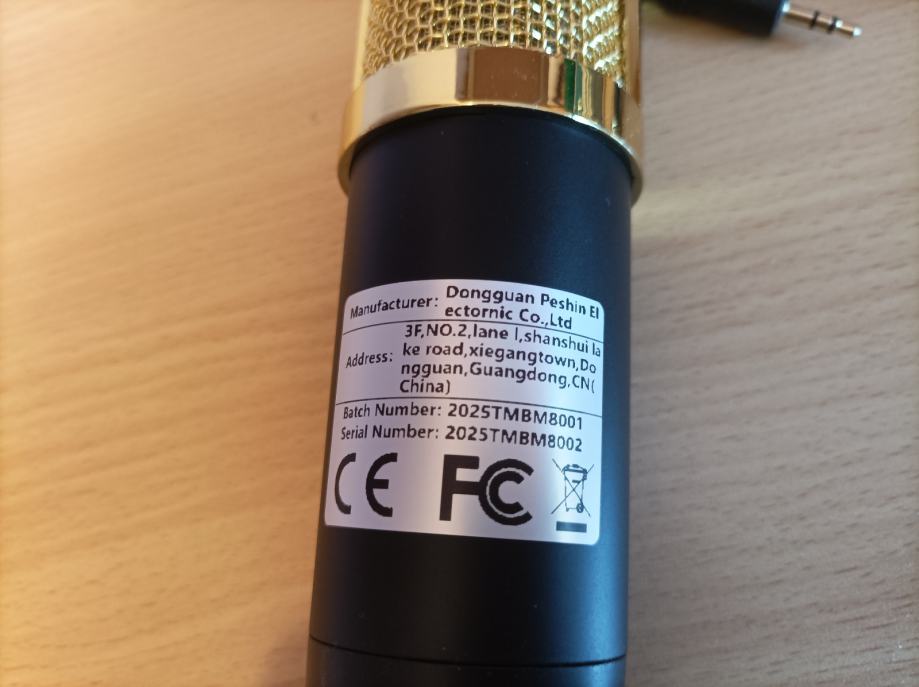 Manufacturer: Dongguan Peshin El
ectornic Co.,Ltd
3F,NO.2,lane l,shanshui la
Address: ke road,xiegangtown,Do
ngguan,Guangdong,CN(
China)
Batch Number: 2025TMBM8001
Serial Number: 2025TMBM8002
CE FC